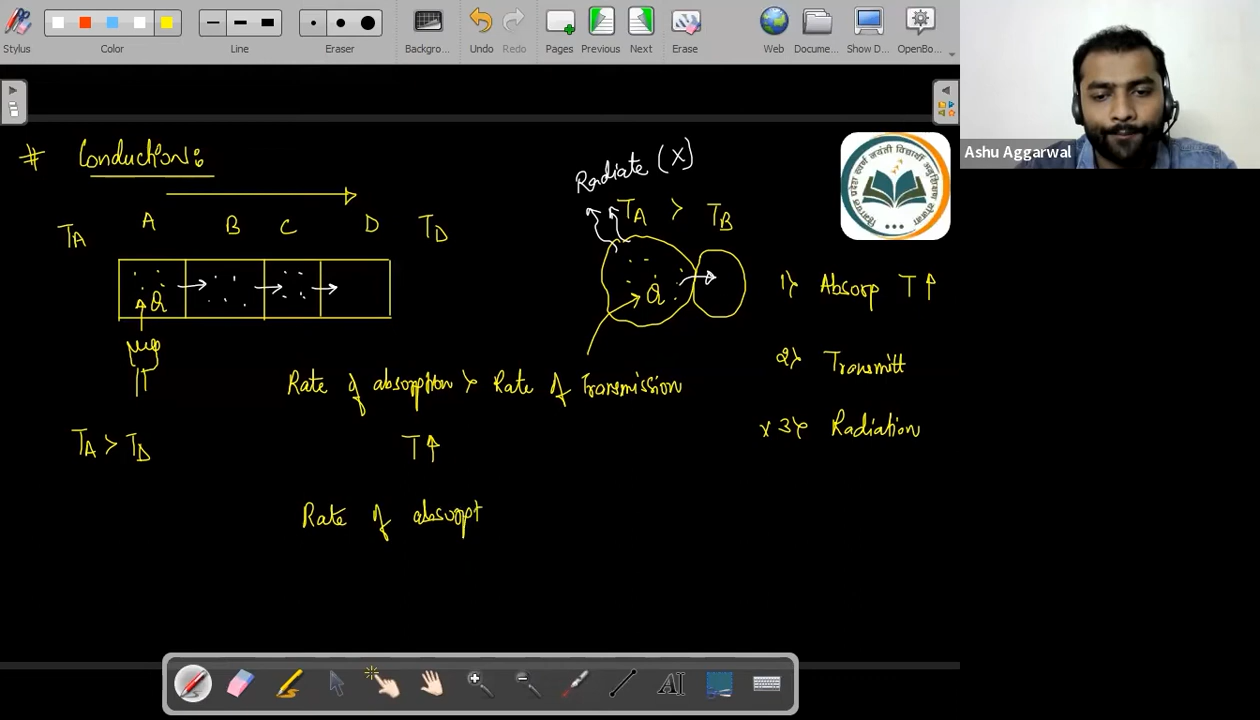 Stylus
Color
Line
Eraser
Backgro...
Undo
Redo
Pages
Previous
Next
Erase
Web
Docume...
Show D...
OpenBo...
Ashu Aggarwal
# Conduction:
Radiate (X)
TA > TB
A B C D
TA TD
Q
Q
1> Absorp T↑
2> Transmitt
x 3> Radiation
Rate of absorption > Rate of Transmission
TA > TD
T↑
Rate of absorpt